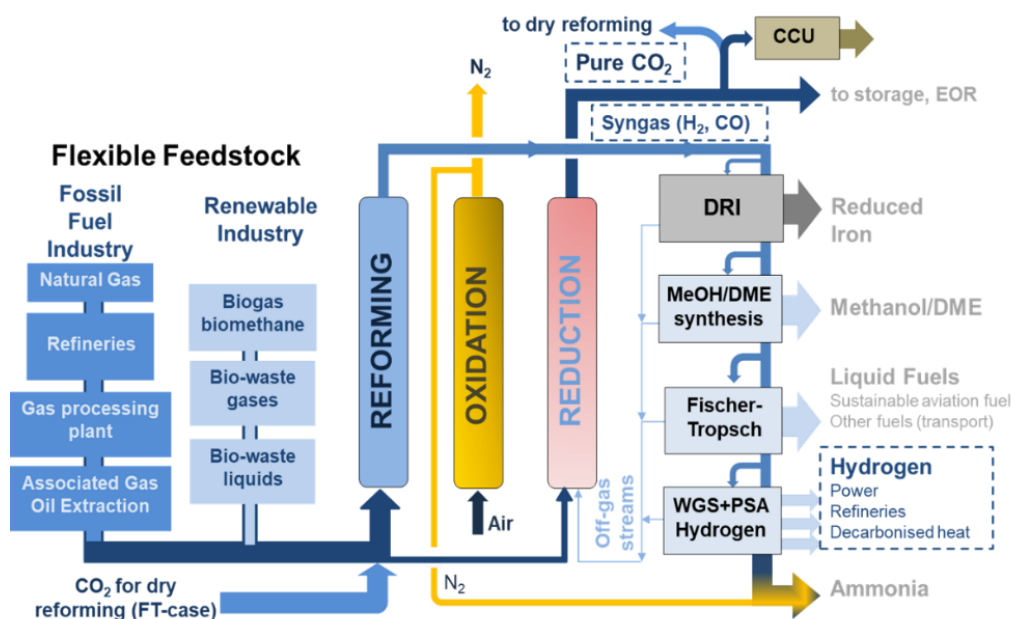 to dry reforming
CCU
Pure CO₂
N₂
to storage, EOR
Syngas (H₂, CO)
Flexible Feedstock
Fossil
Fuel
Industry
Renewable
Industry
Natural Gas
Refineries
Gas processing
plant
Associated Gas
Oil Extraction
Biogas
biomethane
Bio-waste
gases
Bio-waste
liquids
REFORMING
OXIDATION
REDUCTION
DRI
Reduced
Iron
MeOH/DME
synthesis
Methanol/DME
Fischer-
Tropsch
Liquid Fuels
Sustainable aviation fuel
Other fuels (transport)
WGS+PSA
Hydrogen
Hydrogen
Power
Refineries
Decarbonised heat
Off-gas
streams
Air
CO₂ for dry
reforming (FT-case)
N₂
Ammonia